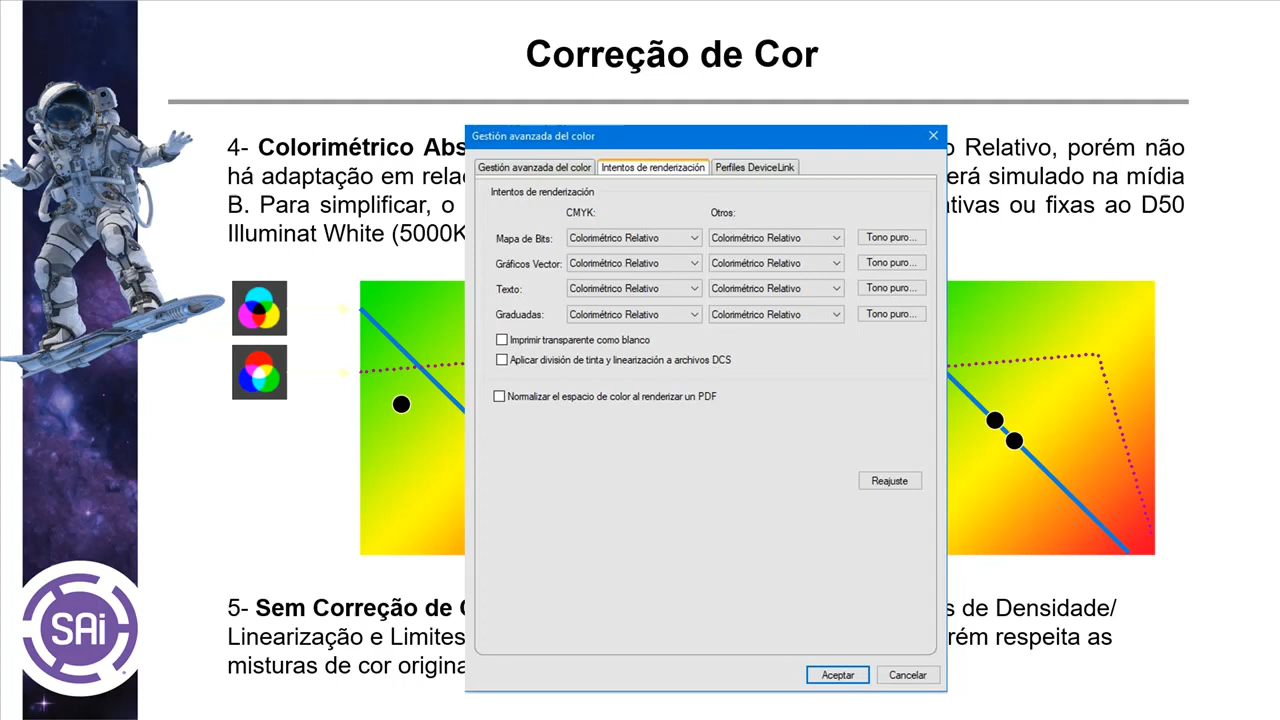 Correção de Cor
4- Colorimétrico Abs
o Relativo, porém não
há adaptação em rela
erá simulado na mídia
B. Para simplificar, o
ativas ou fixas ao D50
Illuminat White (5000K
Gestión avanzada del color
Gestión avanzada del color Intentos de renderización Perfiles DeviceLink
Intentos de renderización
CMYK: Otros:
Mapa de Bits: Colorimétrico Relativo Colorimétrico Relativo Tono puro...
Gráficos Vector: Colorimétrico Relativo Colorimétrico Relativo Tono puro...
Texto: Colorimétrico Relativo Colorimétrico Relativo Tono puro...
Graduadas: Colorimétrico Relativo Colorimétrico Relativo Tono puro...
Imprimir transparente como blanco
Aplicar división de tinta y linearización a archivos DCS
Normalizar el espacio de color al renderizar un PDF
Reajuste
Aceptar Cancelar
5- Sem Correção de
s de Densidade/
Linearização e Limites
rém respeita as
misturas de cor origina
SAi